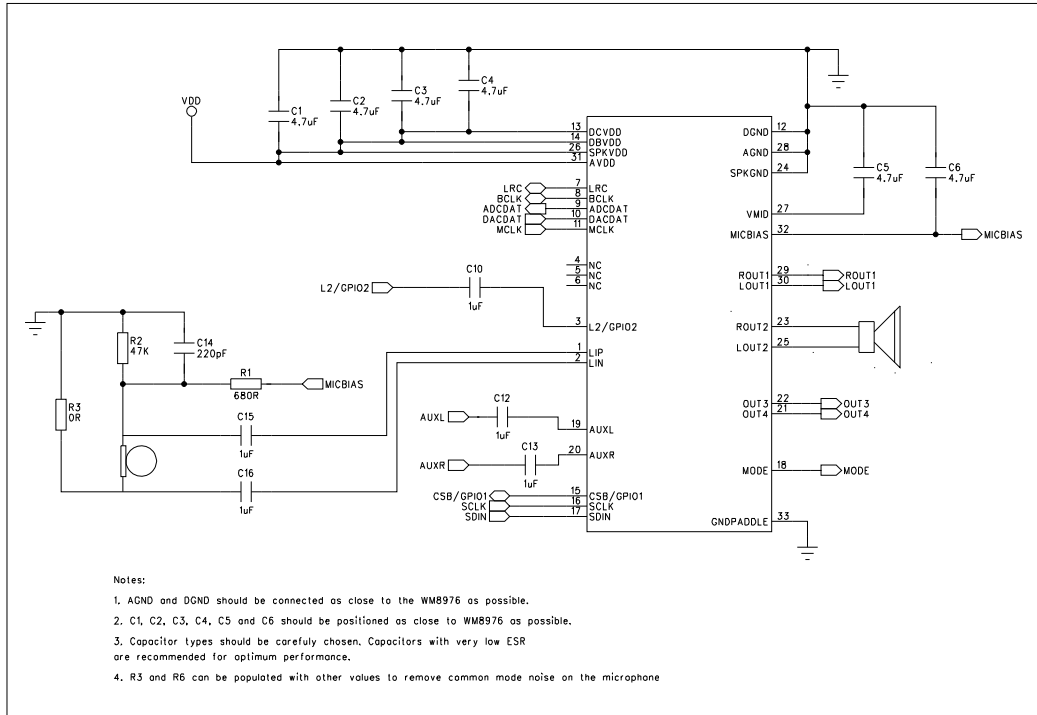 C1
4.7uF
C2
4.7uF
C3
4.7uF
C4
4.7uF
VDD
13 DCVDD
14 DBVDD
26 SPKVDD
31 AVDD
DGND 12
AGND 28
SPKGND 24
C5
4.7uF
C6
4.7uF
LRC 7 LRC
BCLK 8 BCLK
ADCDAT 9 ADCDAT
DACDAT 10 DACDAT
MCLK 11 MCLK
VMID 27
MICBIAS 32 MICBIAS
4 NC
5 NC
6 NC
ROUT1 29 ROUT1
LOUT1 30 LOUT1
L2/GPIO2
C10
1uF
3 L2/GPIO2
ROUT2 23
LOUT2 25
R2
47K
C14
220pF
1 LIP
2 LIN
R1
680R
MICBIAS
R3
0R
C15
1uF
C16
1uF
AUXL
C12
1uF
19 AUXL
AUXR
C13
1uF
20 AUXR
OUT3 22 OUT3
OUT4 21 OUT4
MODE 18 MODE
CSB/GPIO1 15 CSB/GPIO1
SCLK 16 SCLK
SDIN 17 SDIN
GNDPADDLE 33
Notes:
1. AGND and DGND should be connected as close to the WM8976 as possible.
2. C1, C2, C3, C4, C5 and C6 should be positioned as close to WM8976 as possible.
3. Capacitor types should be carefuly chosen. Capacitors with very low ESR
are recommended for optimum performance.
4. R3 and R6 can be populated with other values to remove common mode noise on the microphone